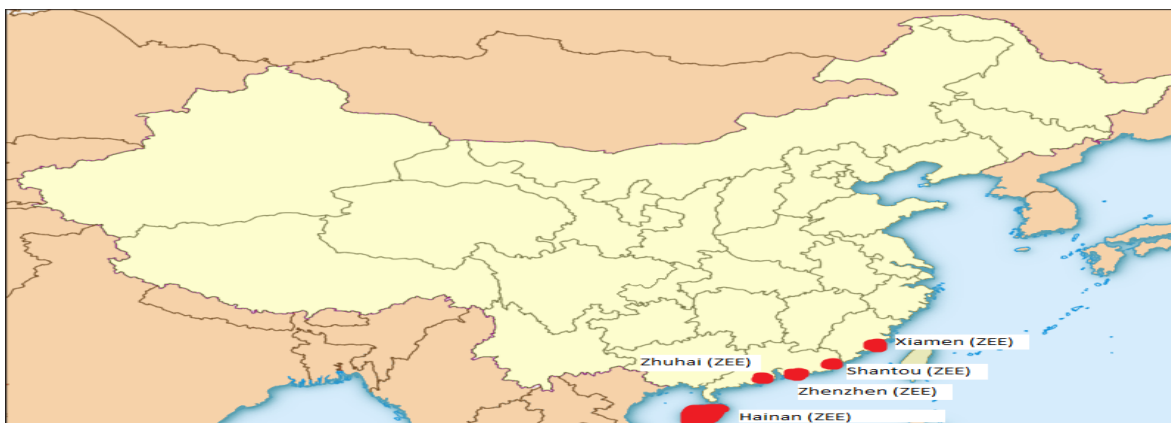 Xiamen (ZEE)
Zhuhai (ZEE)
Shantou (ZEE)
Zhenzhen (ZEE)
Hainan (ZEE)